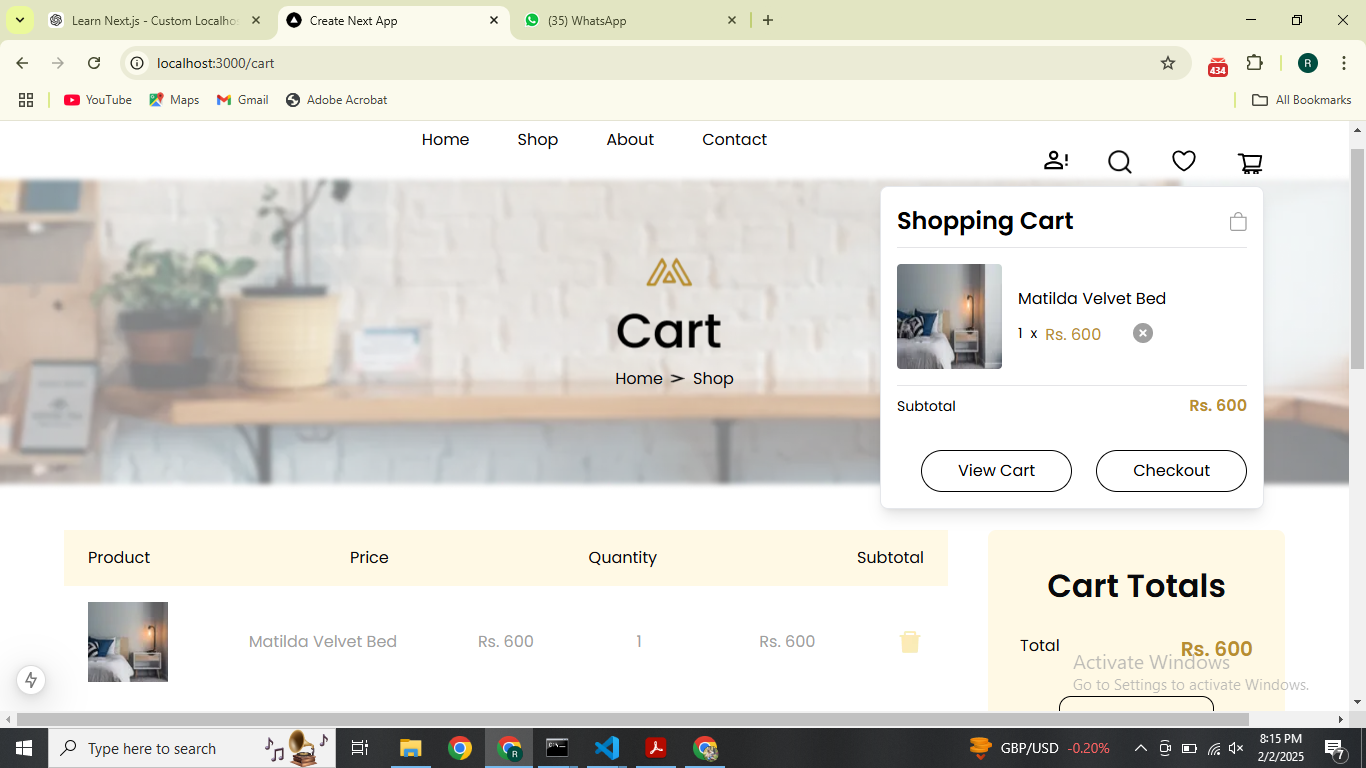 Learn Next.js - Custom Localho
Create Next App
(35) WhatsApp
localhost:3000/cart
434
R
YouTube
Maps
Gmail
Adobe Acrobat
All Bookmarks
Home
Shop
About
Contact
Shopping Cart
Matilda Velvet Bed
1 x Rs. 600
Subtotal
Rs. 600
View Cart
Checkout
Cart
Home > Shop
Product
Price
Quantity
Subtotal
Matilda Velvet Bed
Rs. 600
1
Rs. 600
Cart Totals
Total
Rs. 600
Activate Windows
Go to Settings to activate Windows.
Type here to search
R
GBP/USD -0.20%
8:15 PM
2/2/2025
7